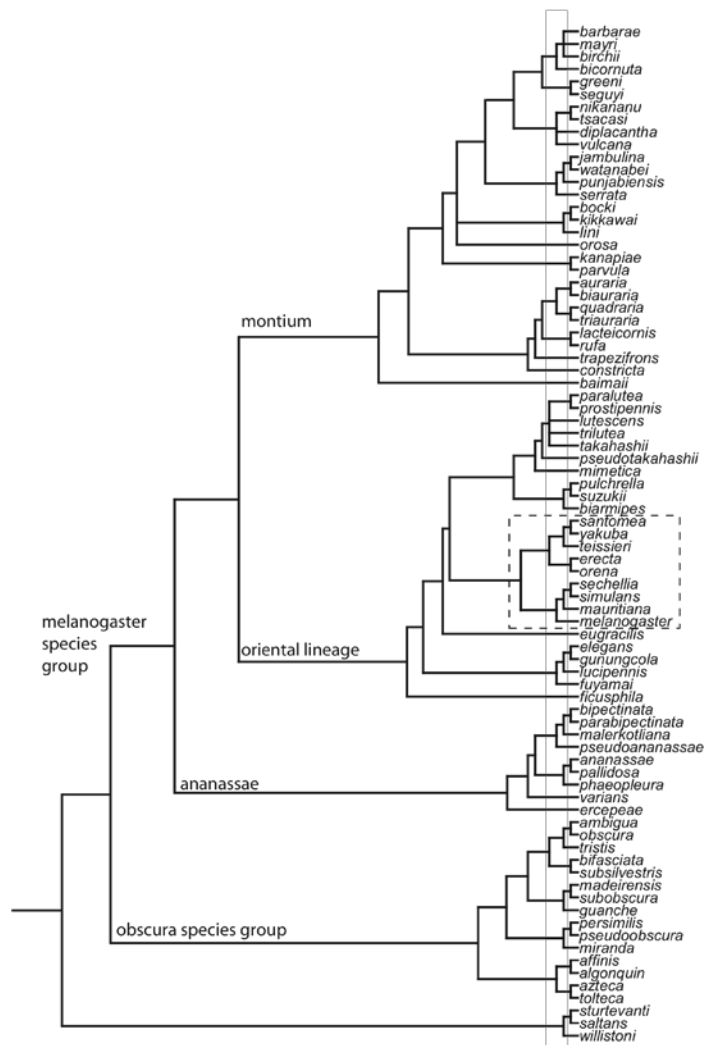 barbarae
mayri
birchii
bicornuta
greeni
seguyi
nikananu
tsacasi
diplacantha
vulcana
jambulina
watanabei
punjabiensis
serrata
bocki
kikkawai
lini
orosa
kanapiae
parvula
auraria
biauraria
quadraria
triauraria
lacteicornis
rufa
trapezifrons
constricta
baimaii
paralutea
prostipennis
lutescens
trilutea
takahashii
pseudotakahashii
mimetica
pulchrella
suzukii
biarmipes
santomea
yakuba
teissieri
erecta
orena
sechellia
simulans
mauritiana
melanogaster
eugracilis
elegans
gunungcola
lucipennis
fuyamai
ficusphila
bipectinata
parabipectinata
malerkotliana
pseudoananassae
ananassae
pallidosa
phaeopleura
varians
ercepeae
ambigua
obscura
tristis
bifasciata
subsilvestris
madeirensis
subobscura
guanche
persimilis
pseudoobscura
miranda
affinis
algonquin
azteca
tolteca
sturtevanti
saltans
willistoni
montium
melanogaster
species
group
oriental lineage
ananassae
obscura species group